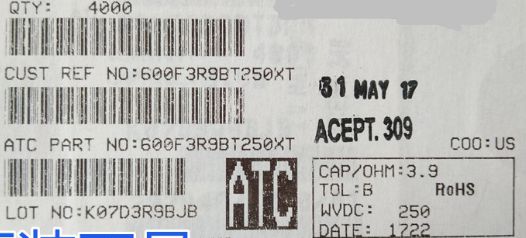 QTY: 4000
CUST REF NO:600F3R9BT250XT
31 MAY 17
ACEPT. 309
ATC PART NO:600F3R9BT250XT
COO:US
ATC
CAP/OHM:3.9
TOL:B RoHS
WVDC: 250
DATE: 1722
LOT NO:K07D3R9BJB